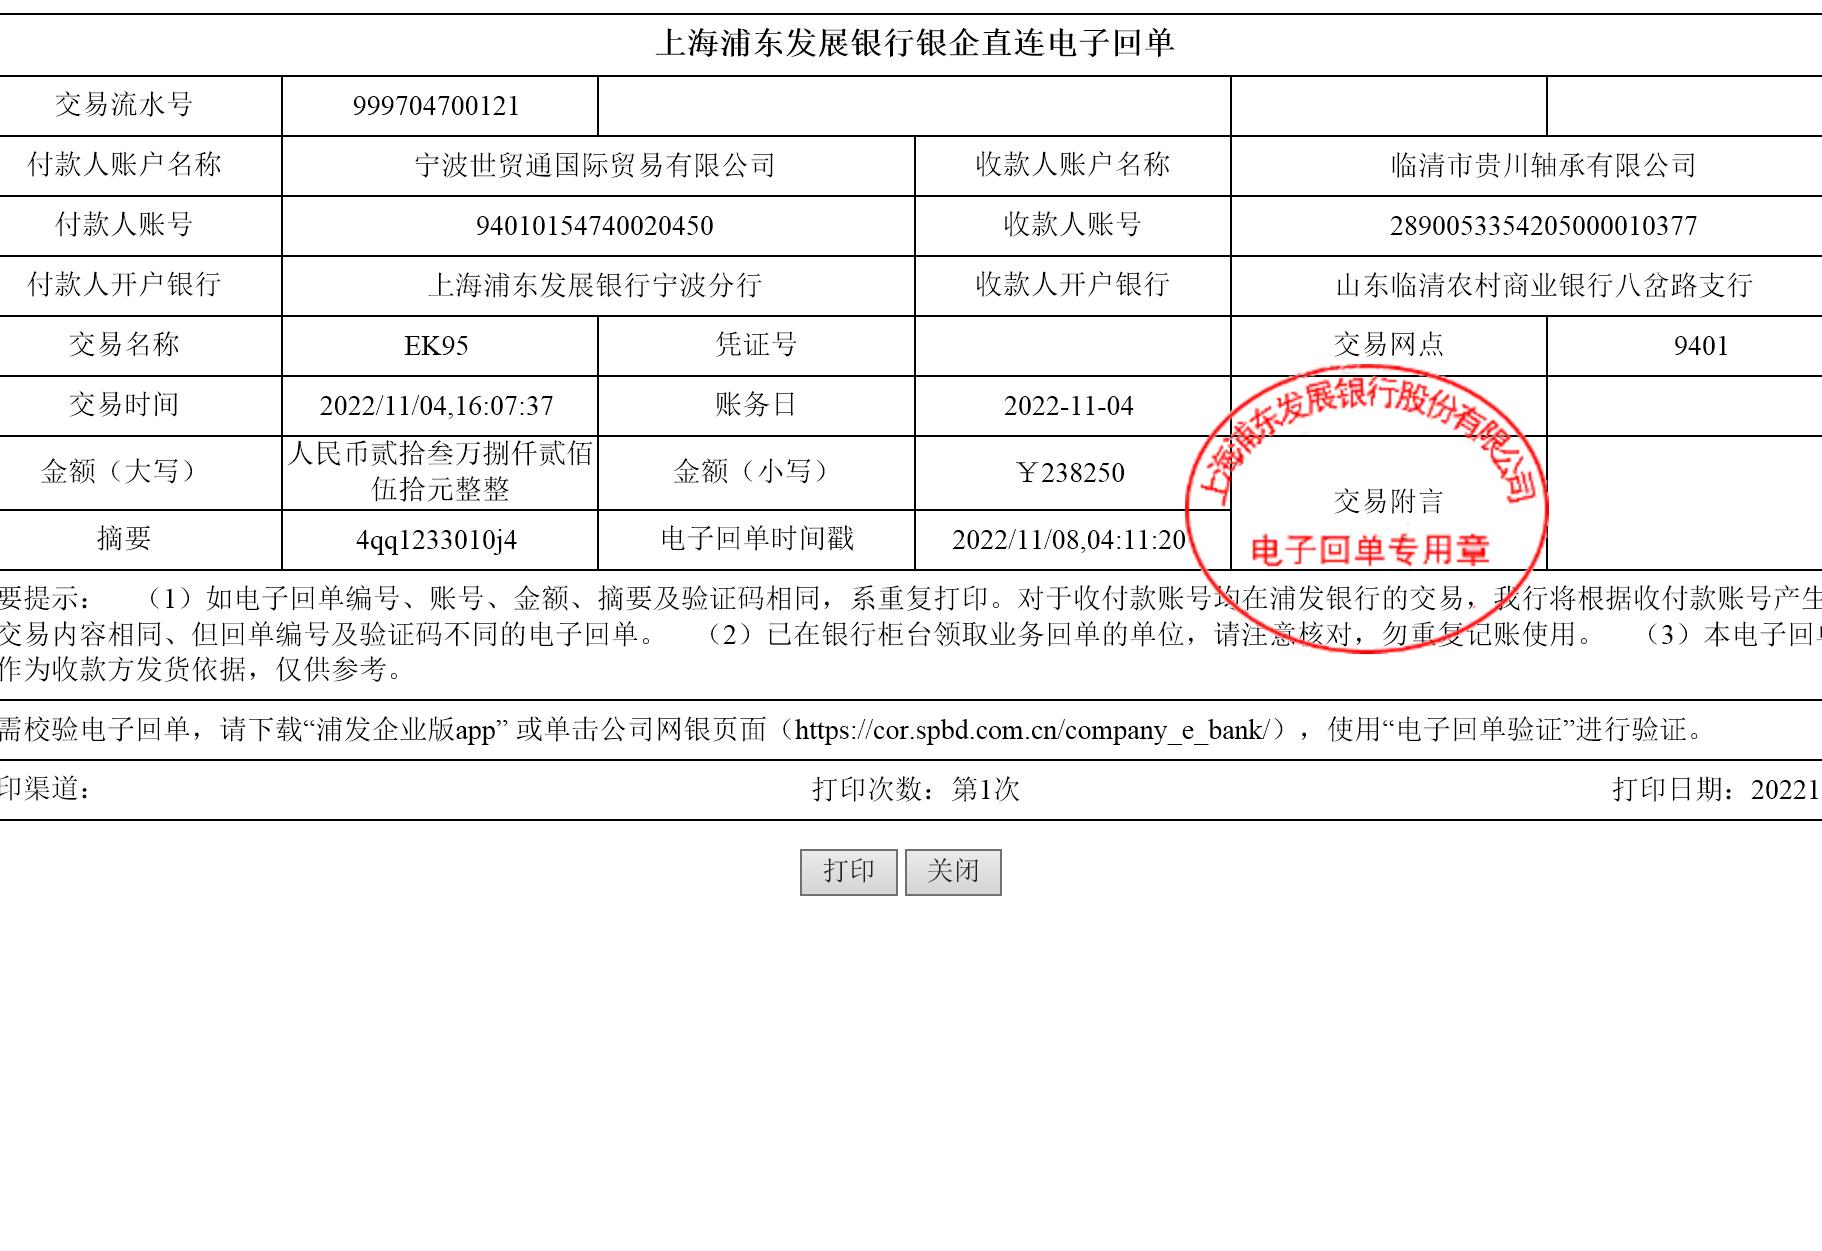 上海浦东发展银行银企直连电子回单
交易流水号 999704700121
付款人账户名称 宁波世贸通国际贸易有限公司 收款人账户名称 临清市贵川轴承有限公司
付款人账号 94010154740020450 收款人账号 2890053354205000010377
付款人开户银行 上海浦东发展银行宁波分行 收款人开户银行 山东临清农村商业银行八岔路支行
交易名称 EK95 凭证号 交易网点 9401
交易时间 2022/11/04,16:07:37 账务日 2022-11-04
金额（大写） 人民币贰拾叁万捌仟贰佰
伍拾元整整 金额（小写） ￥238250
摘要 4qq1233010j4 电子回单时间戳 2022/11/08,04:11:20 交易附言
上海浦东发展银行股份有限公司
电子回单专用章
要提示： （1）如电子回单编号、账号、金额、摘要及验证码相同，系重复打印。对于收付款账号均在浦发银行的交易，我行将根据收付款账号产生
交易内容相同、但回单编号及验证码不同的电子回单。 （2）已在银行柜台领取业务回单的单位，请注意核对，勿重复记账使用。 （3）本电子回单
作为收款方发货依据，仅供参考。
需校验电子回单，请下载“浦发企业版app” 或单击公司网银页面（https://cor.spbd.com.cn/company_e_bank/），使用“电子回单验证”进行验证。
印渠道： 打印次数：第1次 打印日期：20221
打印 关闭